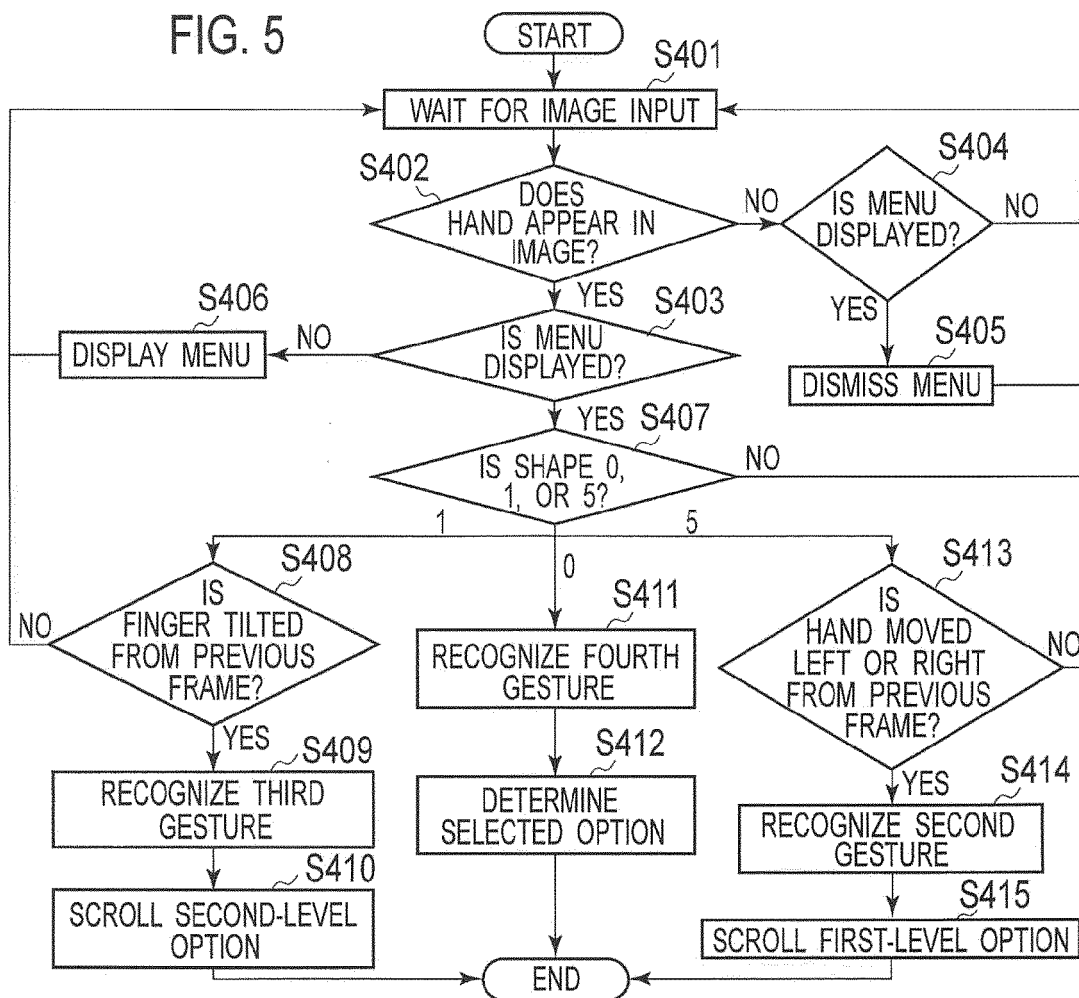 FIG. 5
START
S401
WAIT FOR IMAGE INPUT
S402
DOES
HAND APPEAR IN
IMAGE?
NO
S404
IS MENU
DISPLAYED?
NO
YES
S405
DISMISS MENU
YES
S403
IS MENU
DISPLAYED?
NO
S406
DISPLAY MENU
YES
S407
IS SHAPE 0,
1, OR 5?
NO
1
0
5
S408
IS
FINGER TILTED
FROM PREVIOUS
FRAME?
NO
YES
S409
RECOGNIZE THIRD
GESTURE
S410
SCROLL SECOND-LEVEL
OPTION
S411
RECOGNIZE FOURTH
GESTURE
S412
DETERMINE
SELECTED OPTION
S413
IS
HAND MOVED
LEFT OR RIGHT
FROM PREVIOUS
FRAME?
NO
YES
S414
RECOGNIZE SECOND
GESTURE
S415
SCROLL FIRST-LEVEL OPTION
END